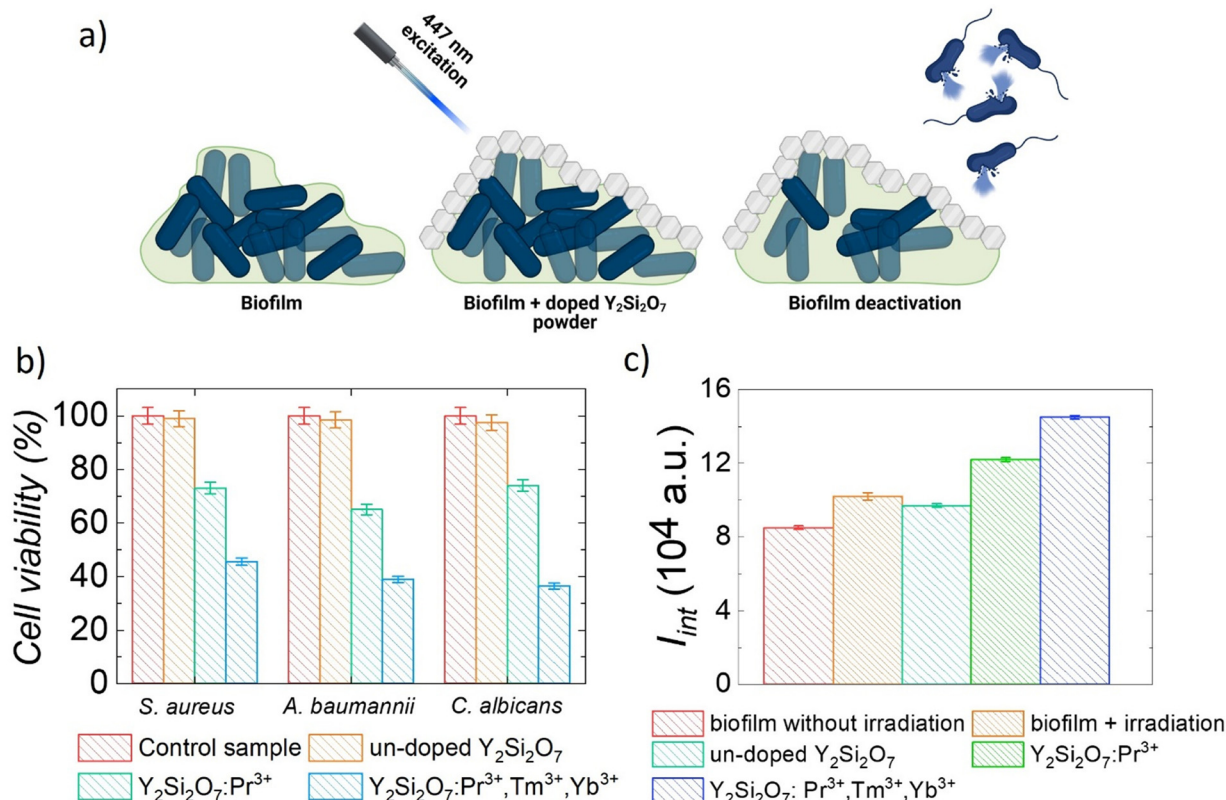 a)
447 nm
excitation
Biofilm
Biofilm + doped Y₂Si₂O₇
powder
Biofilm deactivation
b)
Cell viability (%)
100
80
60
40
20
0
S. aureus
A. baumannii
C. albicans
Control sample
un-doped Y₂Si₂O₇
Y₂Si₂O₇:Pr³⁺
Y₂Si₂O₇:Pr³⁺,Tm³⁺,Yb³⁺
c)
I_int (10⁴ a.u.)
16
12
8
4
0
biofilm without irradiation
biofilm + irradiation
un-doped Y₂Si₂O₇
Y₂Si₂O₇:Pr³⁺
Y₂Si₂O₇: Pr³⁺,Tm³⁺,Yb³⁺